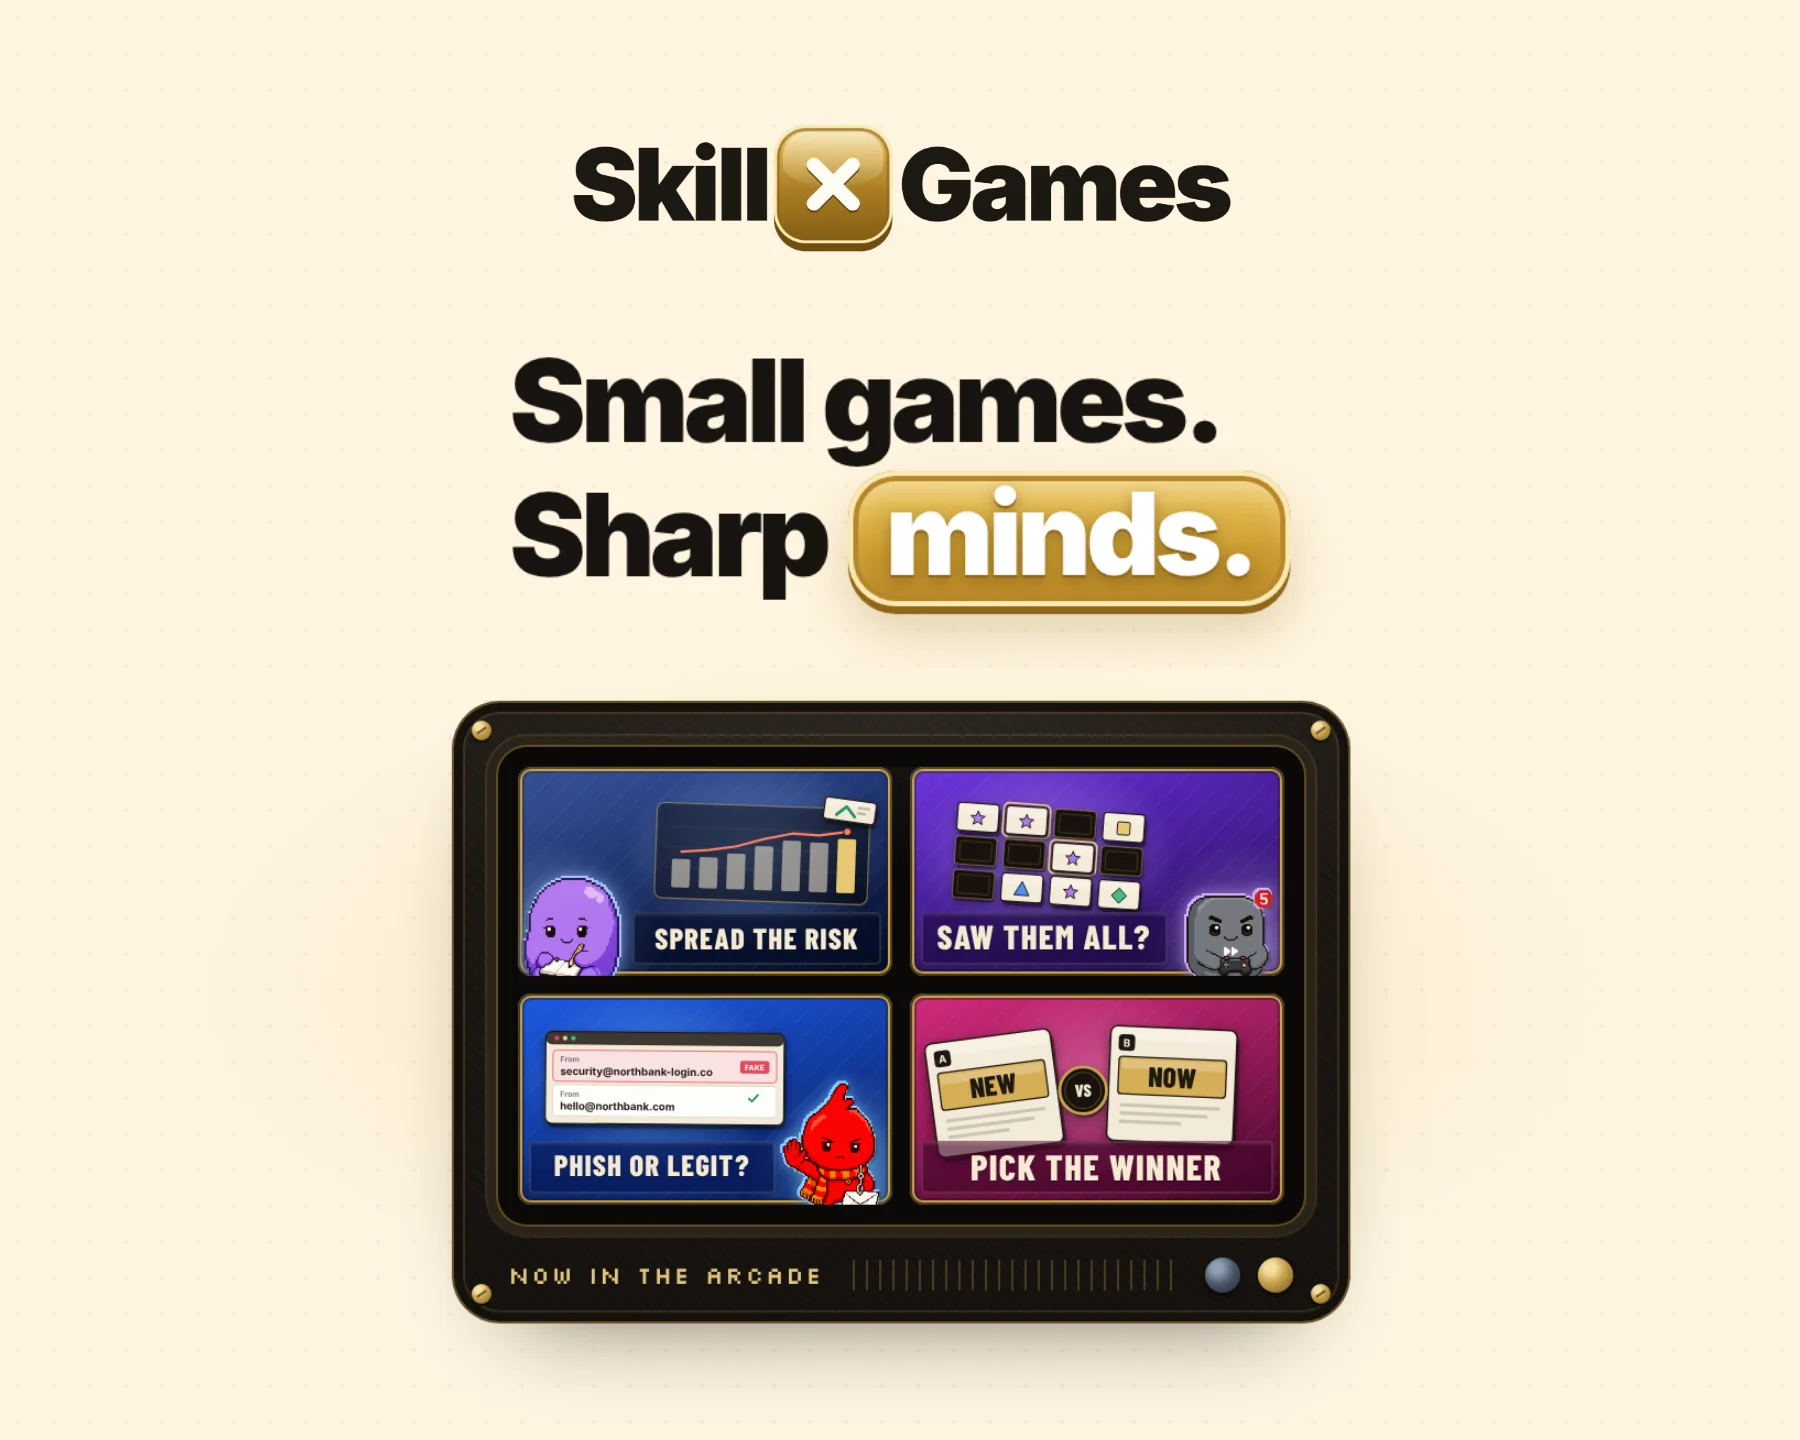 Skill × Games
Small games.
Sharp minds.
SPREAD THE RISK
SAW THEM ALL?
5
From
security@northbank-login.co
FAKE
From
hello@northbank.com
PHISH OR LEGIT?
A
NEW
VS
B
NOW
PICK THE WINNER
NOW IN THE ARCADE